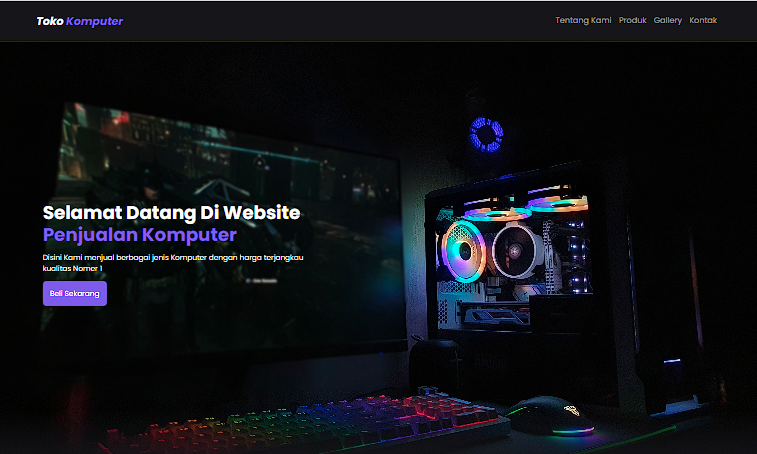 Toko Komputer
Tentang Kami Produk Gallery Kontak
Selamat Datang Di Website
Penjualan Komputer
Disini Kami menjual berbagai jenis Komputer dengan harga terjangkau
kualitas Nomer 1
Beli Sekarang